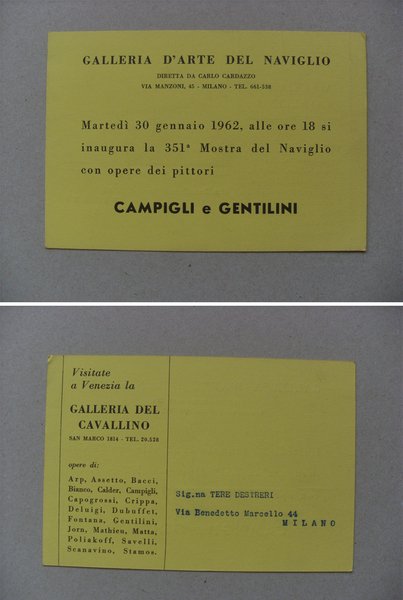 GALLERIA D'ARTE DEL NAVIGLIO
DIRETTA DA CARLO CARDAZZO
VIA MANZONI, 45 - MILANO - TEL. 661-538
Martedì 30 gennaio 1962, alle ore 18 si
inaugura la 351ª Mostra del Naviglio
con opere dei pittori
CAMPIGLI e GENTILINI
Visitate
a Venezia la
GALLERIA DEL
CAVALLINO
SAN MARCO 1814 - TEL. 20.528
opere di:
Arp, Assetto, Bacci,
Bianco, Calder, Campigli,
Capogrossi, Crippa,
Deluigi, Dubuffet,
Fontana, Gentilini,
Jorn, Mathieu, Matta,
Poliakoff, Savelli,
Scanavino, Stamos.
Sig.na TERE DESTRERI
Via Benedetto Marcello 44
MILANO